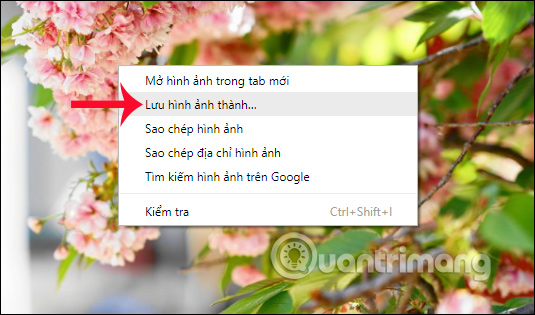 Mở hình ảnh trong tab mới
Lưu hình ảnh thành...
Sao chép hình ảnh
Sao chép địa chỉ hình ảnh
Tìm kiếm hình ảnh trên Google
Kiểm tra Ctrl+Shift+I
Quantrimang